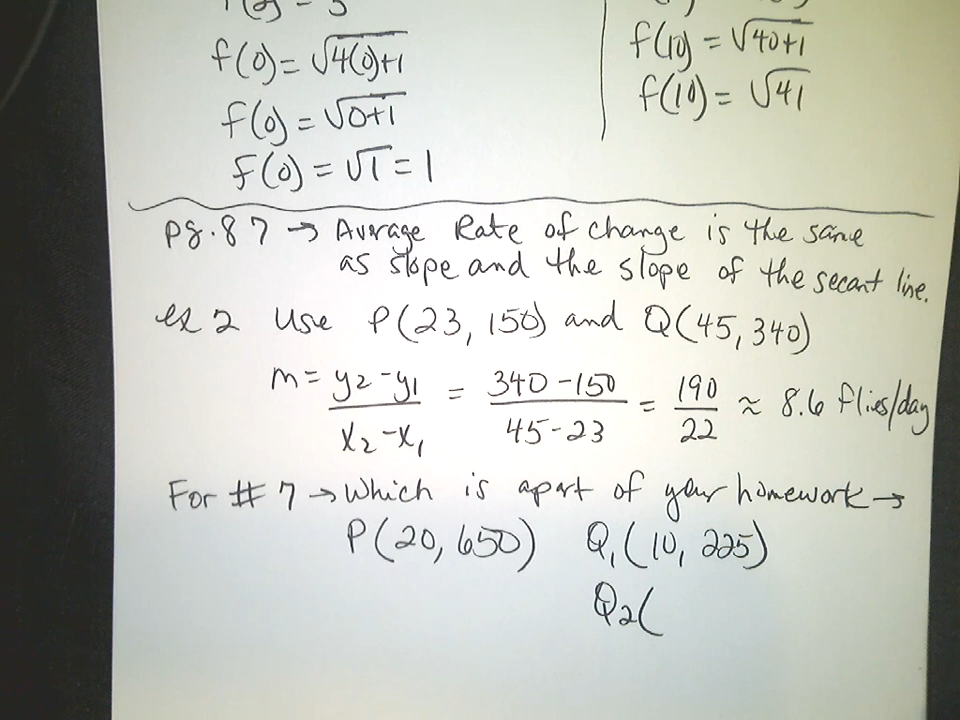 f(0) = √4(0)+1
f(0) = √0+1
f(0) = √1 = 1
f(10) = √40+1
f(10) = √41
pg. 87 → Average Rate of change is the same
as slope and the slope of the secant line.
ex 2 Use P(23, 150) and Q(45, 340)
m = y2 - y1 / x2 - x1 = 340 - 150 / 45 - 23 = 190 / 22 ≈ 8.6 flies/day
For # 7 → Which is apart of your homework →
P(20, 650) Q1(10, 225)
Q2(